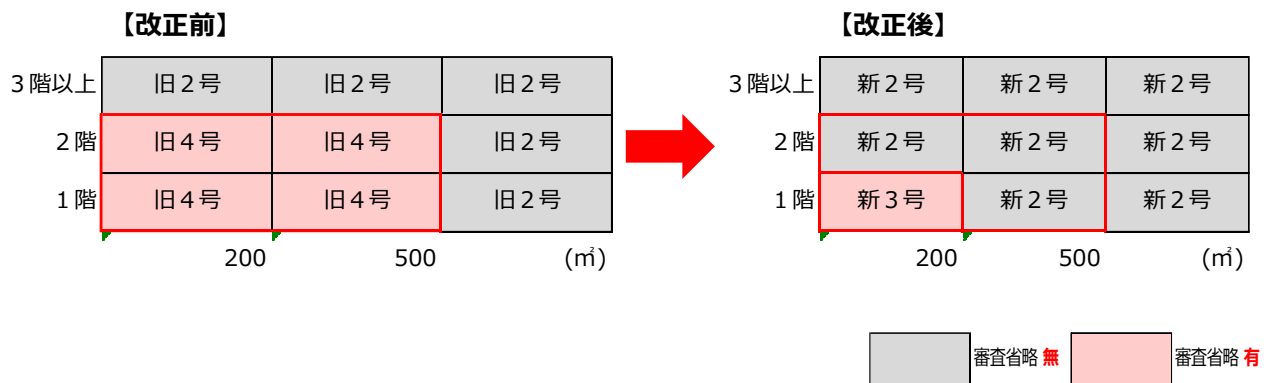 【改正前】
3階以上 旧2号 旧2号 旧2号
2階 旧4号 旧4号 旧2号
1階 旧4号 旧4号 旧2号
200 500 (㎡)
【改正後】
3階以上 新2号 新2号 新2号
2階 新2号 新2号 新2号
1階 新3号 新2号 新2号
200 500 (㎡)
審査省略 無 審査省略 有